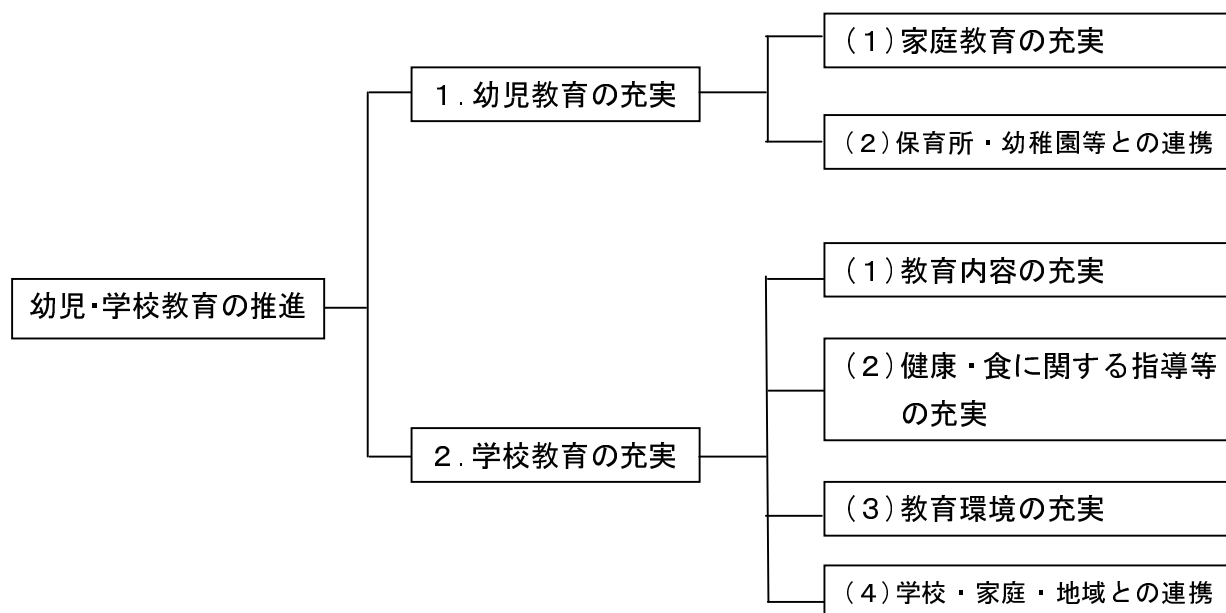 幼児・学校教育の推進
１.幼児教育の充実
（１）家庭教育の充実
（２）保育所・幼稚園等との連携
２.学校教育の充実
（１）教育内容の充実
（２）健康・食に関する指導等
の充実
（３）教育環境の充実
（４）学校・家庭・地域との連携